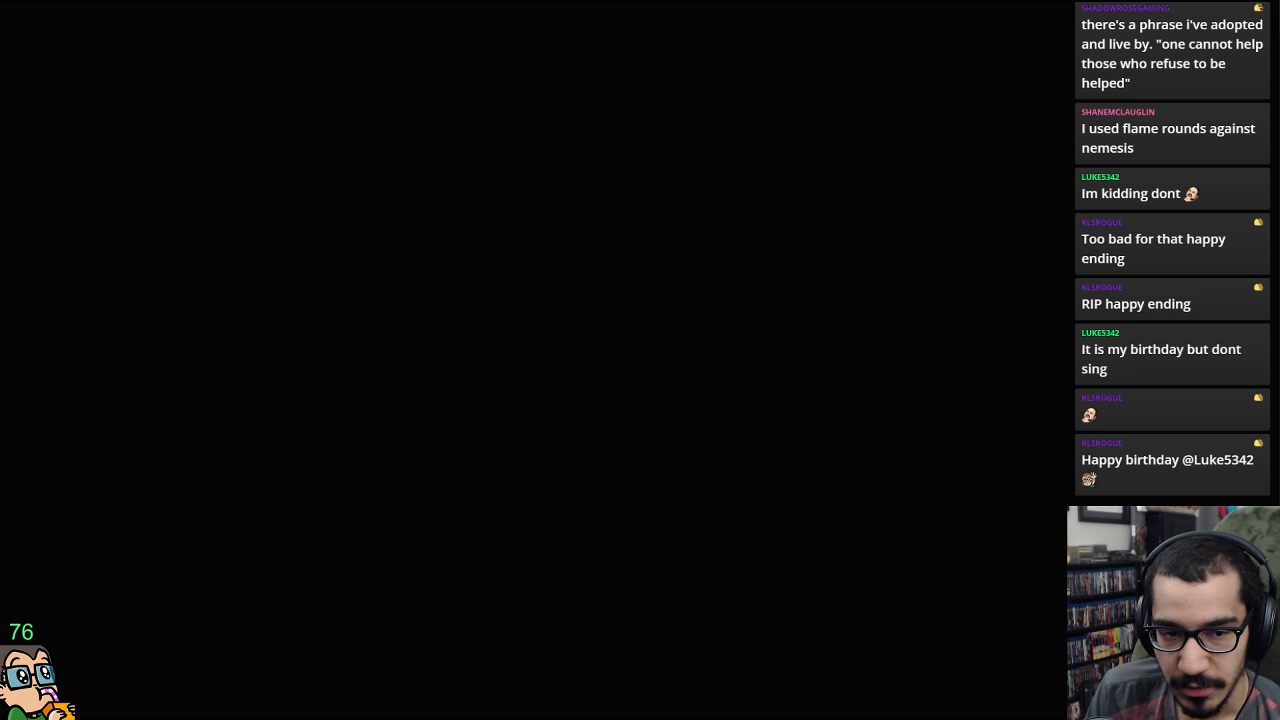 SHADOWROSEGAMING
there's a phrase i've adopted
and live by. "one cannot help
those who refuse to be
helped"
SHANEMCLAUGLIN
I used flame rounds against
nemesis
LUKE5342
Im kidding dont
KLSROGUE
Too bad for that happy
ending
KLSROGUE
RIP happy ending
LUKE5342
It is my birthday but dont
sing
KLSROGUE
KLSROGUE
Happy birthday @Luke5342
76